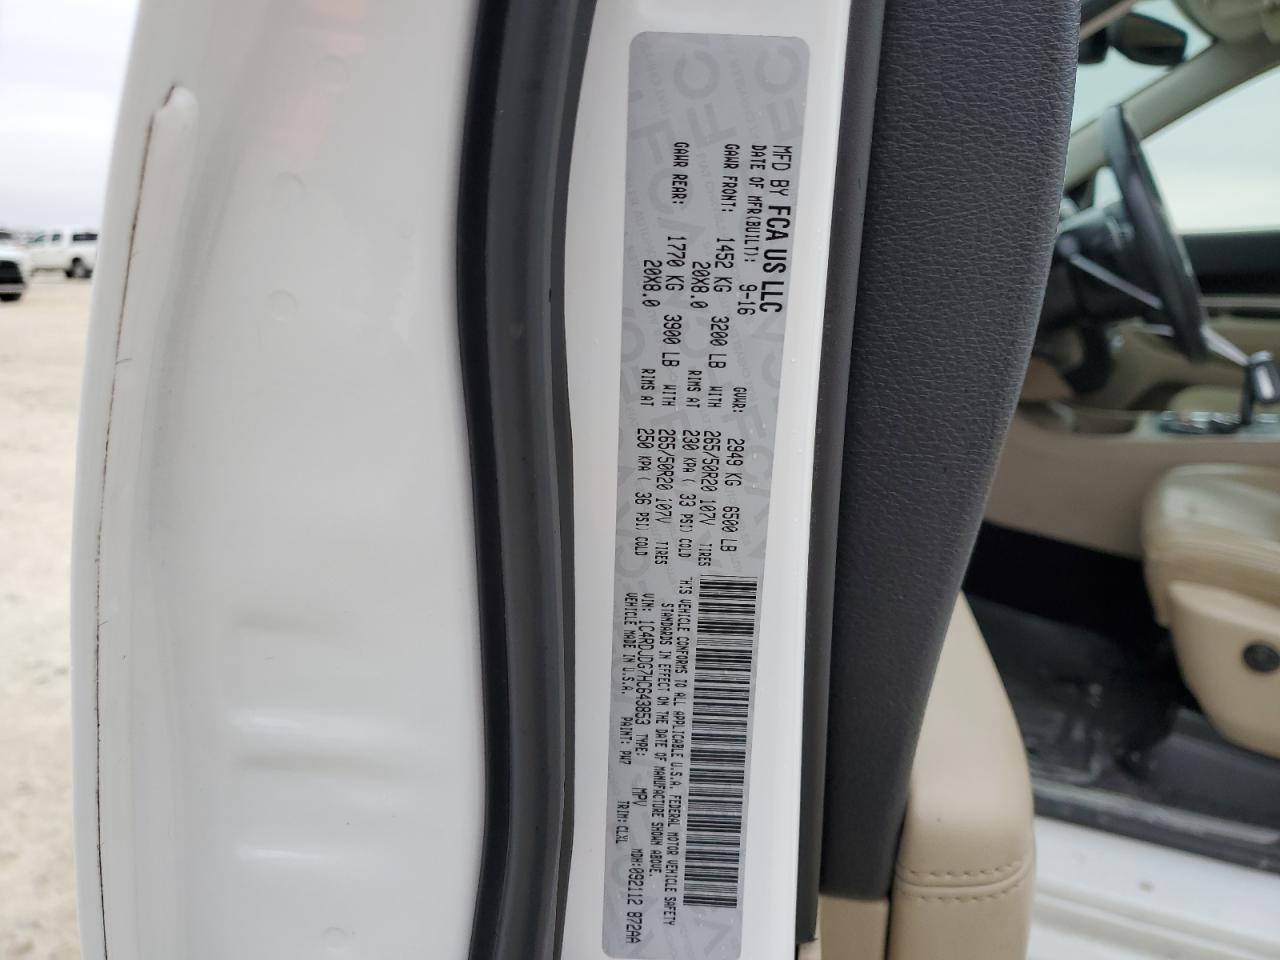 MFD BY FCA US LLC
DATE OF MFR(BUILT): 9-16 GVWR: 2949 KG 6500 LB
GAWR FRONT: 1452 KG 3200 LB WITH 265/50R20 107V TIRES
20X8.0 RIMS AT 230 KPA ( 33 PSI) COLD
GAWR REAR: 1770 KG 3900 LB WITH 265/50R20 107V TIRES
20X8.0 RIMS AT 250 KPA ( 36 PSI) COLD
THIS VEHICLE CONFORMS TO ALL APPLICABLE U.S.A. FEDERAL MOTOR VEHICLE SAFETY
STANDARDS IN EFFECT ON THE DATE OF MANUFACTURE SHOWN ABOVE.
VIN: 1C4RDJDG7HC643853 TYPE: MPV MDH:092112 872AA
VEHICLE MADE IN U.S.A. PAINT: PW7 TRIM: CLXL